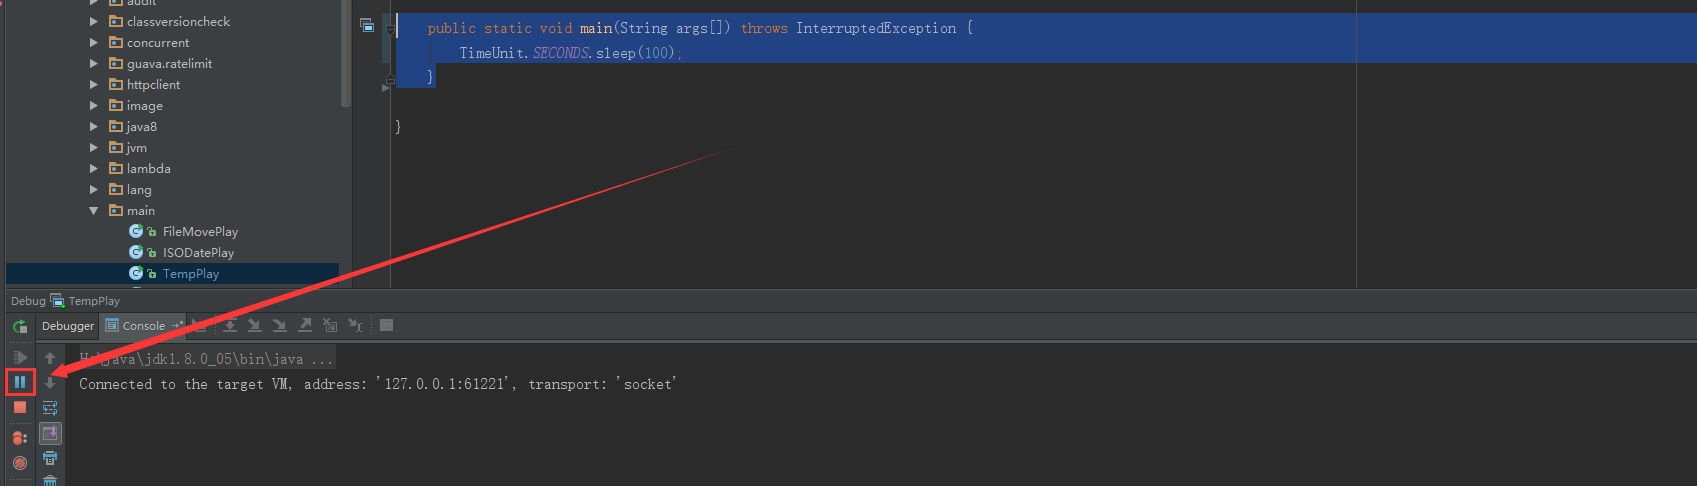 audit
classversioncheck
concurrent
guava.ratelimit
httpclient
image
java8
jvm
lambda
lang
main
FileMovePlay
ISODatePlay
TempPlay
public static void main(String args[]) throws InterruptedException {
TimeUnit.SECONDS.sleep(100);
}
}
Debug TempPlay
Debugger Console
H:\java\jdk1.8.0_05\bin\java ...
Connected to the target VM, address: '127.0.0.1:61221', transport: 'socket'